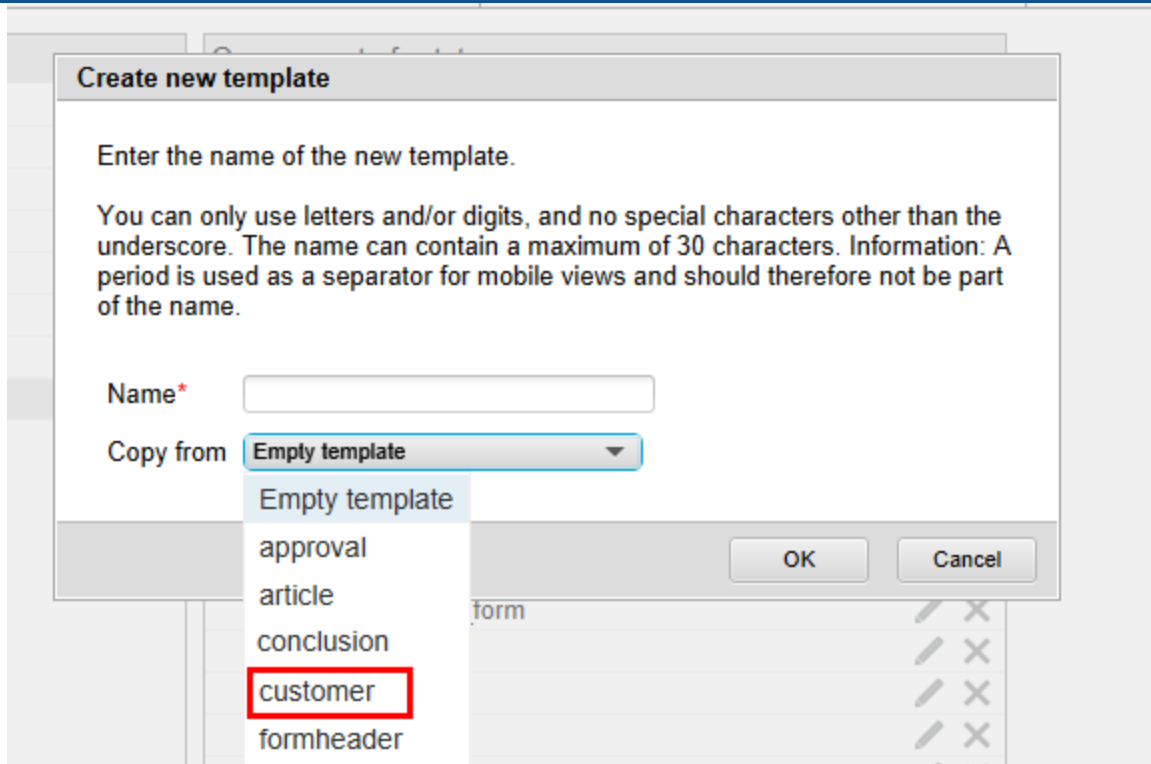 Create new template
Enter the name of the new template.
You can only use letters and/or digits, and no special characters other than the
underscore. The name can contain a maximum of 30 characters. Information: A
period is used as a separator for mobile views and should therefore not be part
of the name.
Name*
Copy from Empty template
Empty template
approval
OK Cancel
article
_form
conclusion
customer
formheader